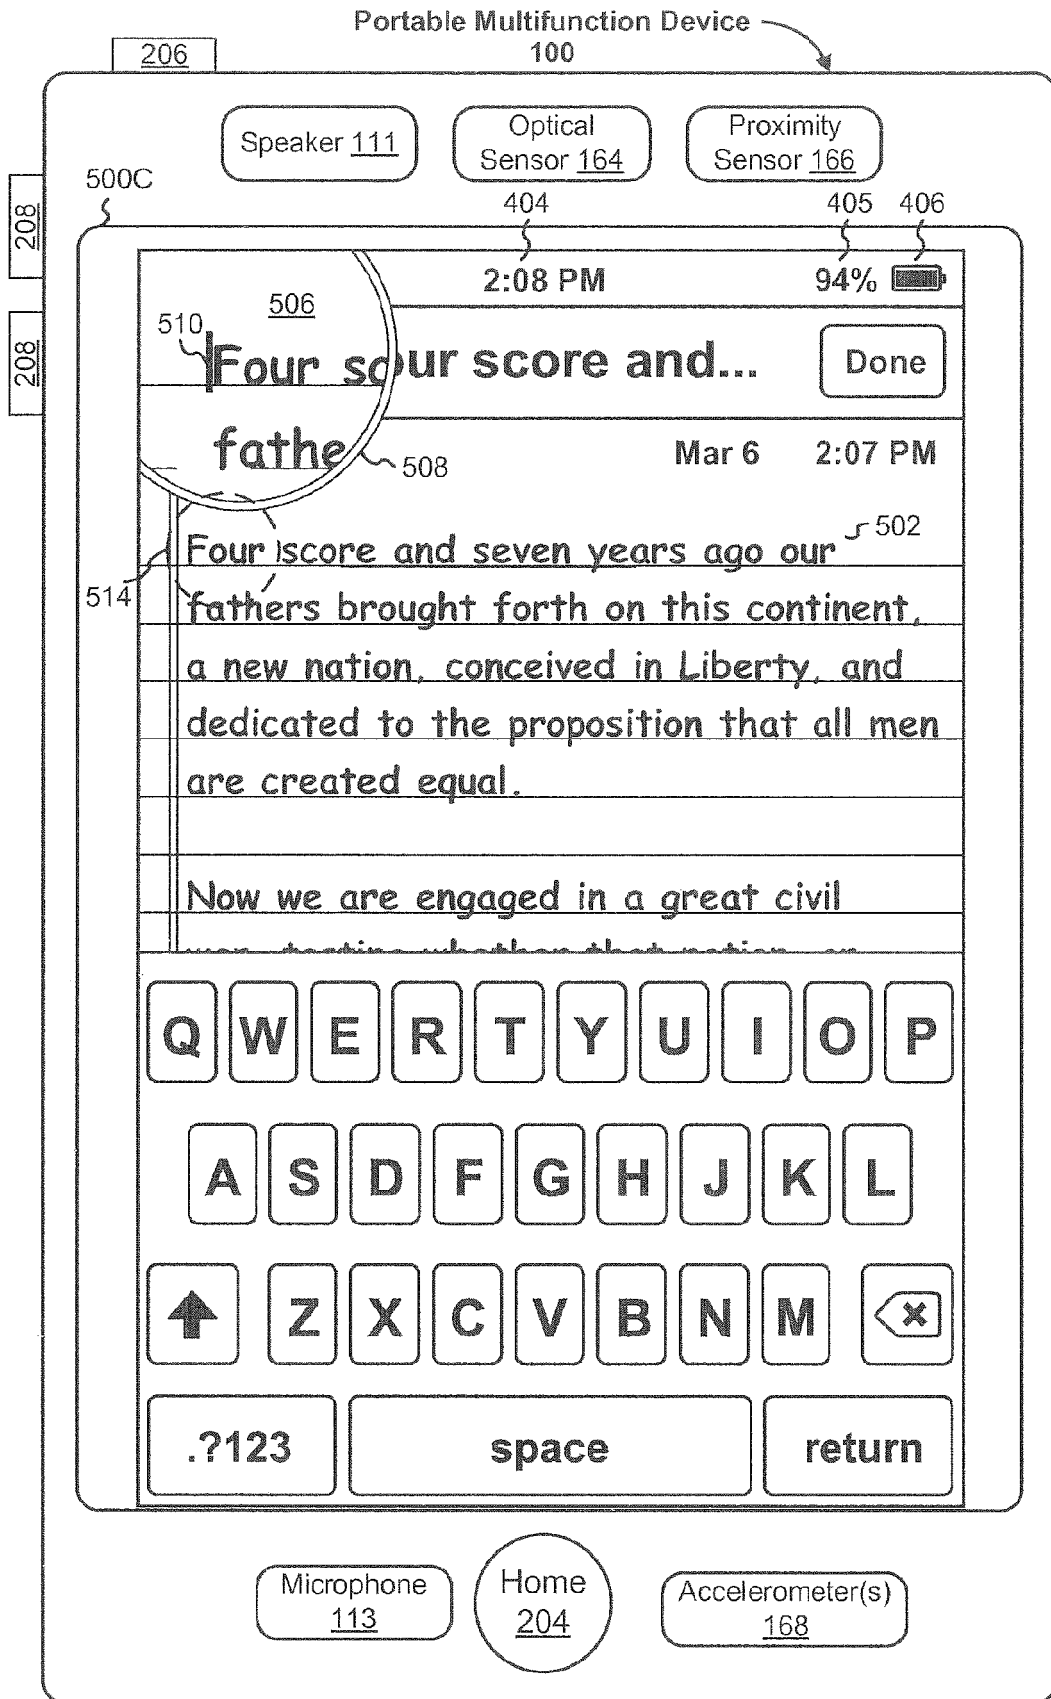 Portable Multifunction Device
100
206
Speaker 111
Optical
Sensor 164
Proximity
Sensor 166
500C
208
208
404
405
406
2:08 PM
94%
506
510
Four sc
our score and...
Done
fathe
508
Mar 6 2:07 PM
502
Four score and seven years ago our
514
fathers brought forth on this continent,
a new nation, conceived in Liberty, and
dedicated to the proposition that all men
are created equal.
Now we are engaged in a great civil
Q W E R T Y U I O P
A S D F G H J K L
Z X C V B N M
.?123 space return
Microphone
113
Home
204
Accelerometer(s)
168